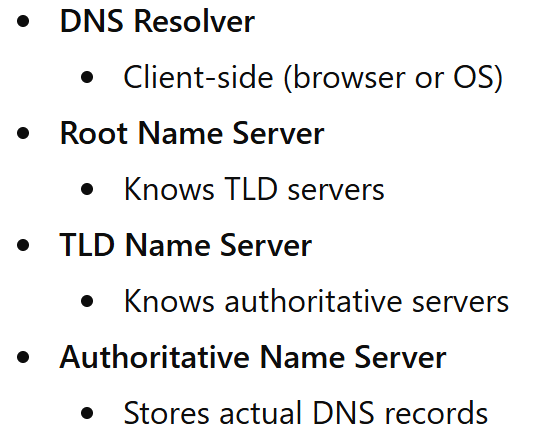 DNS Resolver
Client-side (browser or OS)
Root Name Server
Knows TLD servers
TLD Name Server
Knows authoritative servers
Authoritative Name Server
Stores actual DNS records